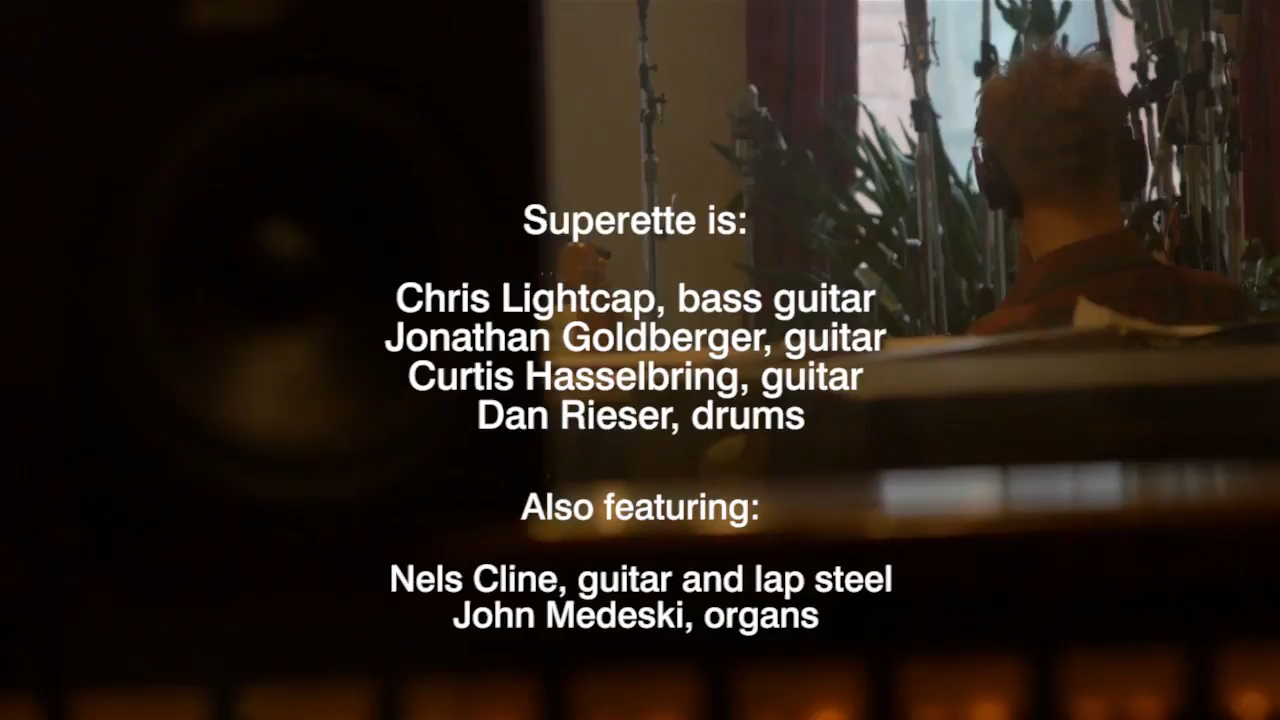 Superette is:
Chris Lightcap, bass guitar
Jonathan Goldberger, guitar
Curtis Hasselbring, guitar
Dan Rieser, drums
Also featuring:
Nels Cline, guitar and lap steel
John Medeski, organs